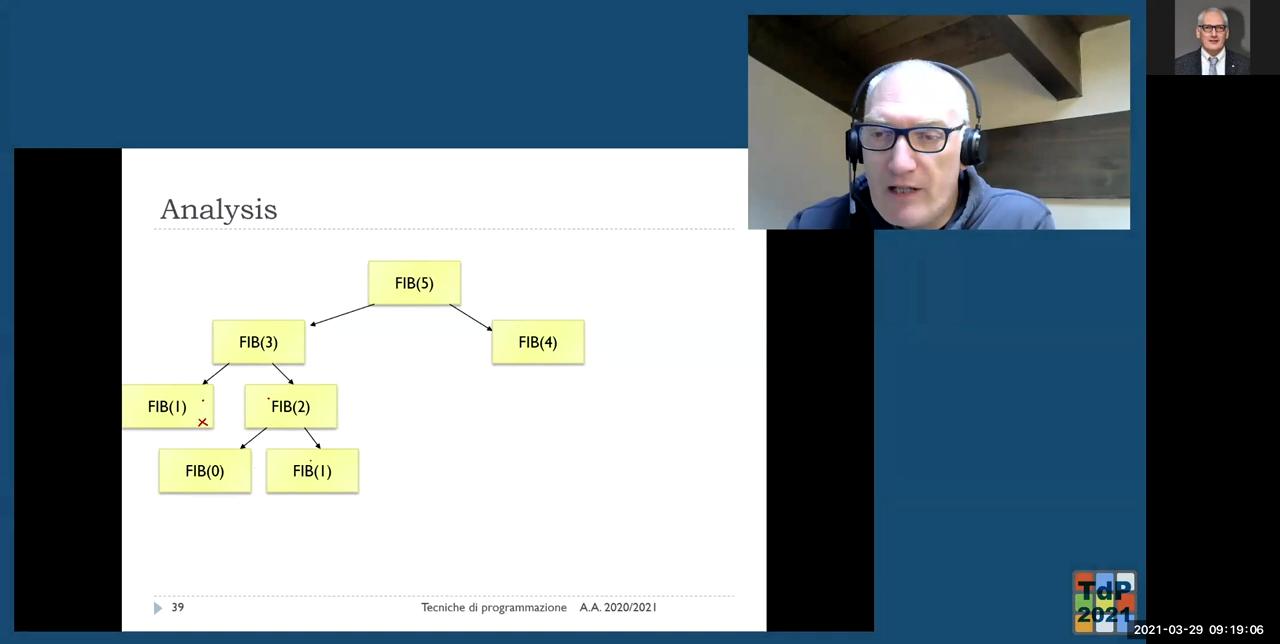 Analysis
FIB(5)
FIB(3)
FIB(4)
FIB(1)
FIB(2)
FIB(0)
FIB(1)
39
Tecniche di programmazione A.A. 2020/2021
TdP
2021
2021-03-29 09:19:06